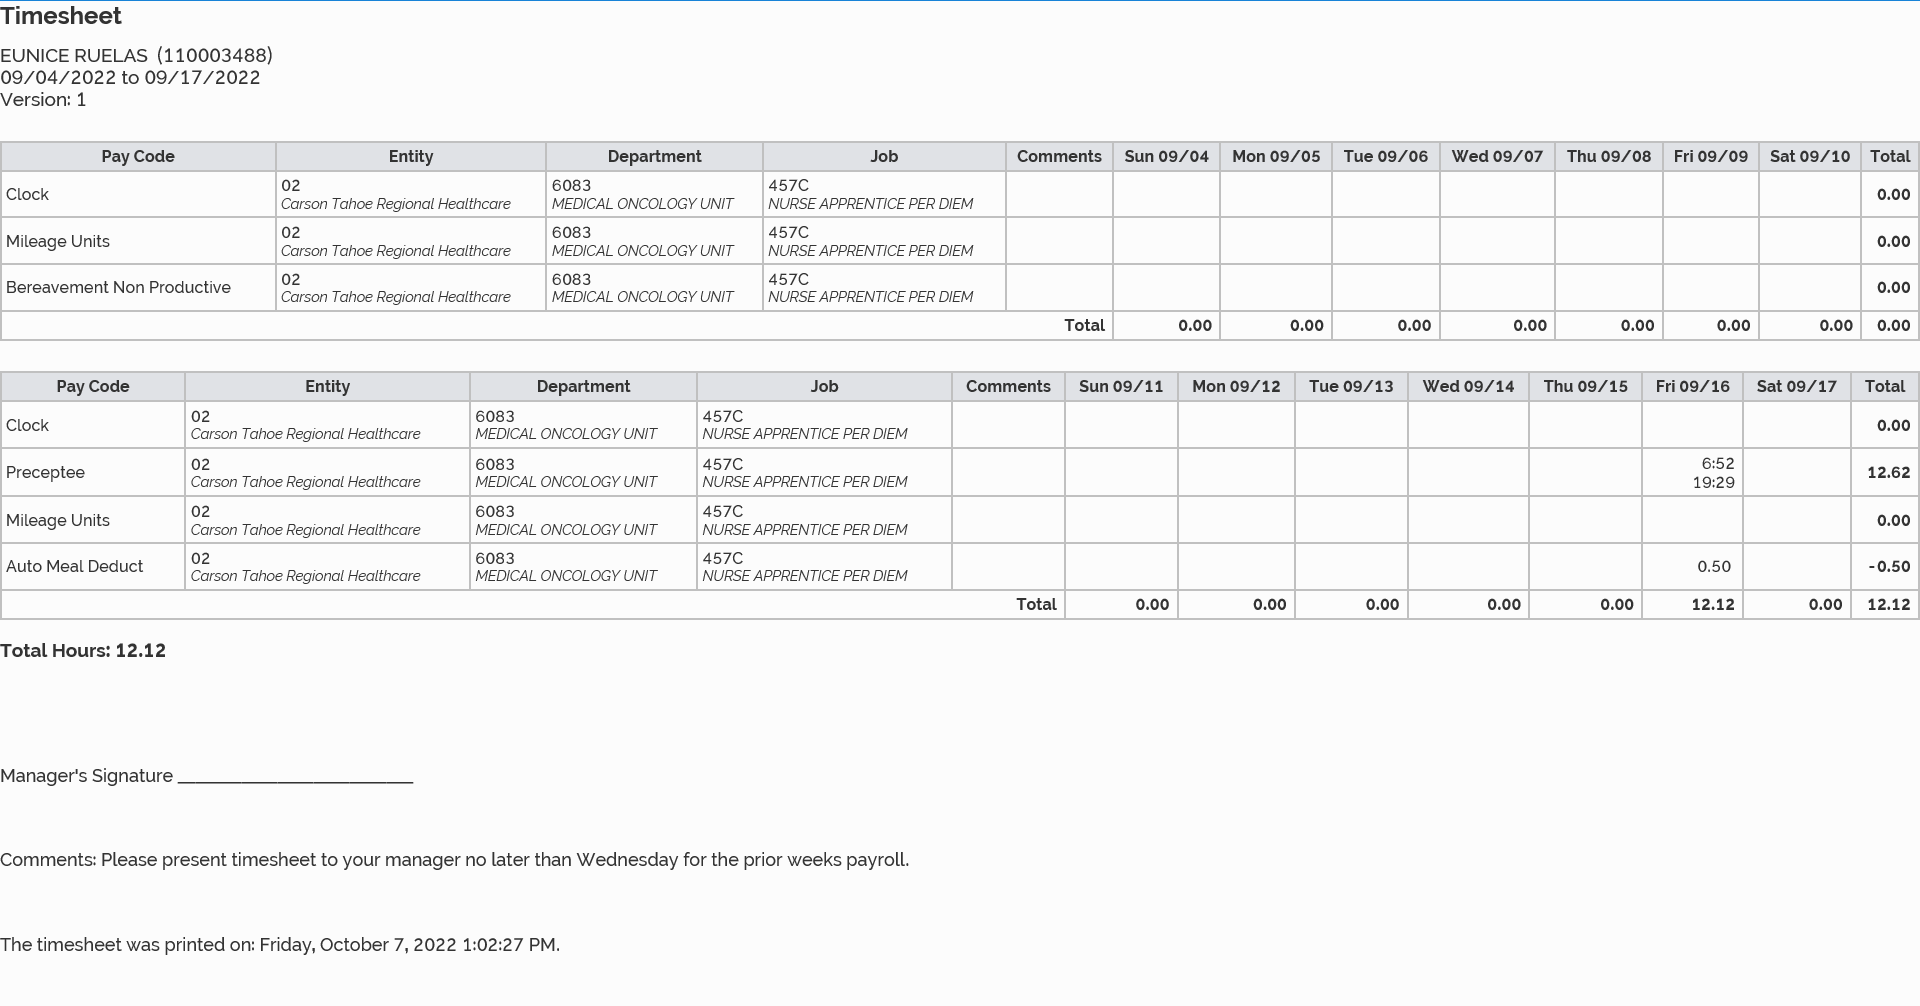 Timesheet
EUNICE RUELAS (110003488)
09/04/2022 to 09/17/2022
Version: 1
Pay Code Entity Department Job Comments Sun 09/04 Mon 09/05 Tue 09/06 Wed 09/07 Thu 09/08 Fri 09/09 Sat 09/10 Total
Clock 02 6083 457C 0.00
Carson Tahoe Regional Healthcare MEDICAL ONCOLOGY UNIT NURSE APPRENTICE PER DIEM
Mileage Units 02 6083 457C 0.00
Carson Tahoe Regional Healthcare MEDICAL ONCOLOGY UNIT NURSE APPRENTICE PER DIEM
Bereavement Non Productive 02 6083 457C 0.00
Carson Tahoe Regional Healthcare MEDICAL ONCOLOGY UNIT NURSE APPRENTICE PER DIEM
Total 0.00 0.00 0.00 0.00 0.00 0.00 0.00 0.00
Pay Code Entity Department Job Comments Sun 09/11 Mon 09/12 Tue 09/13 Wed 09/14 Thu 09/15 Fri 09/16 Sat 09/17 Total
Clock 02 6083 457C 0.00
Carson Tahoe Regional Healthcare MEDICAL ONCOLOGY UNIT NURSE APPRENTICE PER DIEM
Preceptee 02 6083 457C 6:52 12.62
Carson Tahoe Regional Healthcare MEDICAL ONCOLOGY UNIT NURSE APPRENTICE PER DIEM 19:29
Mileage Units 02 6083 457C 0.00
Carson Tahoe Regional Healthcare MEDICAL ONCOLOGY UNIT NURSE APPRENTICE PER DIEM
Auto Meal Deduct 02 6083 457C 0.50 -0.50
Carson Tahoe Regional Healthcare MEDICAL ONCOLOGY UNIT NURSE APPRENTICE PER DIEM
Total 0.00 0.00 0.00 0.00 0.00 12.12 0.00 12.12
Total Hours: 12.12
Manager's Signature __________________________
Comments: Please present timesheet to your manager no later than Wednesday for the prior weeks payroll.
The timesheet was printed on: Friday, October 7, 2022 1:02:27 PM.